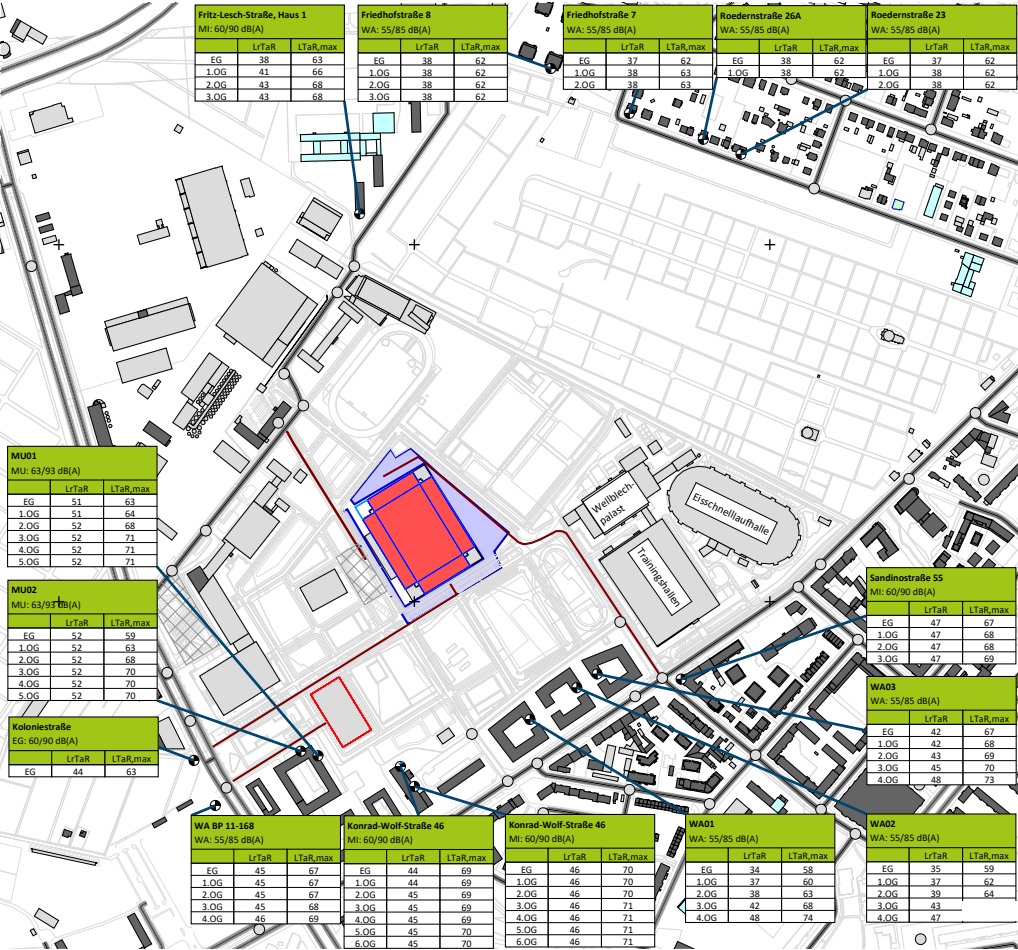 Fritz-Lesch-Straße, Haus 1
MI: 60/90 dB(A)
LrTaR LTaR,max
EG 38 63
1.OG 41 66
2.OG 43 68
3.OG 43 68
Friedhofstraße 8
WA: 55/85 dB(A)
LrTaR LTaR,max
EG 38 62
1.OG 38 62
2.OG 38 62
3.OG 38 62
Friedhofstraße 7
WA: 55/85 dB(A)
LrTaR LTaR,max
EG 37 62
1.OG 38 63
2.OG 38 63
Roedernstraße 26A
WA: 55/85 dB(A)
LrTaR LTaR,max
EG 38 62
1.OG 38 62
Roedernstraße 23
WA: 55/85 dB(A)
LrTaR LTaR,max
EG 37 62
1.OG 38 62
2.OG 38 62
MU01
MU: 63/93 dB(A)
LrTaR LTaR,max
EG 51 63
1.OG 51 64
2.OG 52 68
3.OG 52 71
4.OG 52 71
5.OG 52 71
Wellblech-
palast
Eisschnelllaufhalle
Trainingshallen
MU02
MU: 63/93 dB(A)
LrTaR LTaR,max
EG 52 59
1.OG 52 63
2.OG 52 68
3.OG 52 70
4.OG 52 70
5.OG 52 70
Sandinostraße 55
MI: 60/90 dB(A)
LrTaR LTaR,max
EG 47 67
1.OG 47 68
2.OG 47 68
3.OG 47 69
Koloniestraße
EG: 60/90 dB(A)
LrTaR LTaR,max
EG 44 63
WA03
WA: 55/85 dB(A)
LrTaR LTaR,max
EG 42 67
1.OG 42 68
2.OG 43 69
3.OG 45 70
4.OG 48 73
WA BP 11-168
WA: 55/85 dB(A)
LrTaR LTaR,max
EG 45 67
1.OG 45 67
2.OG 45 67
3.OG 45 68
4.OG 46 69
Konrad-Wolf-Straße 46
MI: 60/90 dB(A)
LrTaR LTaR,max
EG 44 69
1.OG 44 69
2.OG 45 69
3.OG 45 69
4.OG 45 69
5.OG 45 70
6.OG 45 70
Konrad-Wolf-Straße 46
MI: 60/90 dB(A)
LrTaR LTaR,max
EG 46 70
1.OG 46 70
2.OG 46 70
3.OG 46 71
4.OG 46 71
5.OG 46 71
6.OG 46 71
WA01
WA: 55/85 dB(A)
LrTaR LTaR,max
EG 34 58
1.OG 37 60
2.OG 38 63
3.OG 42 68
4.OG 48 74
WA02
WA: 55/85 dB(A)
LrTaR LTaR,max
EG 35 59
1.OG 37 62
2.OG 39 64
3.OG 43
4.OG 47